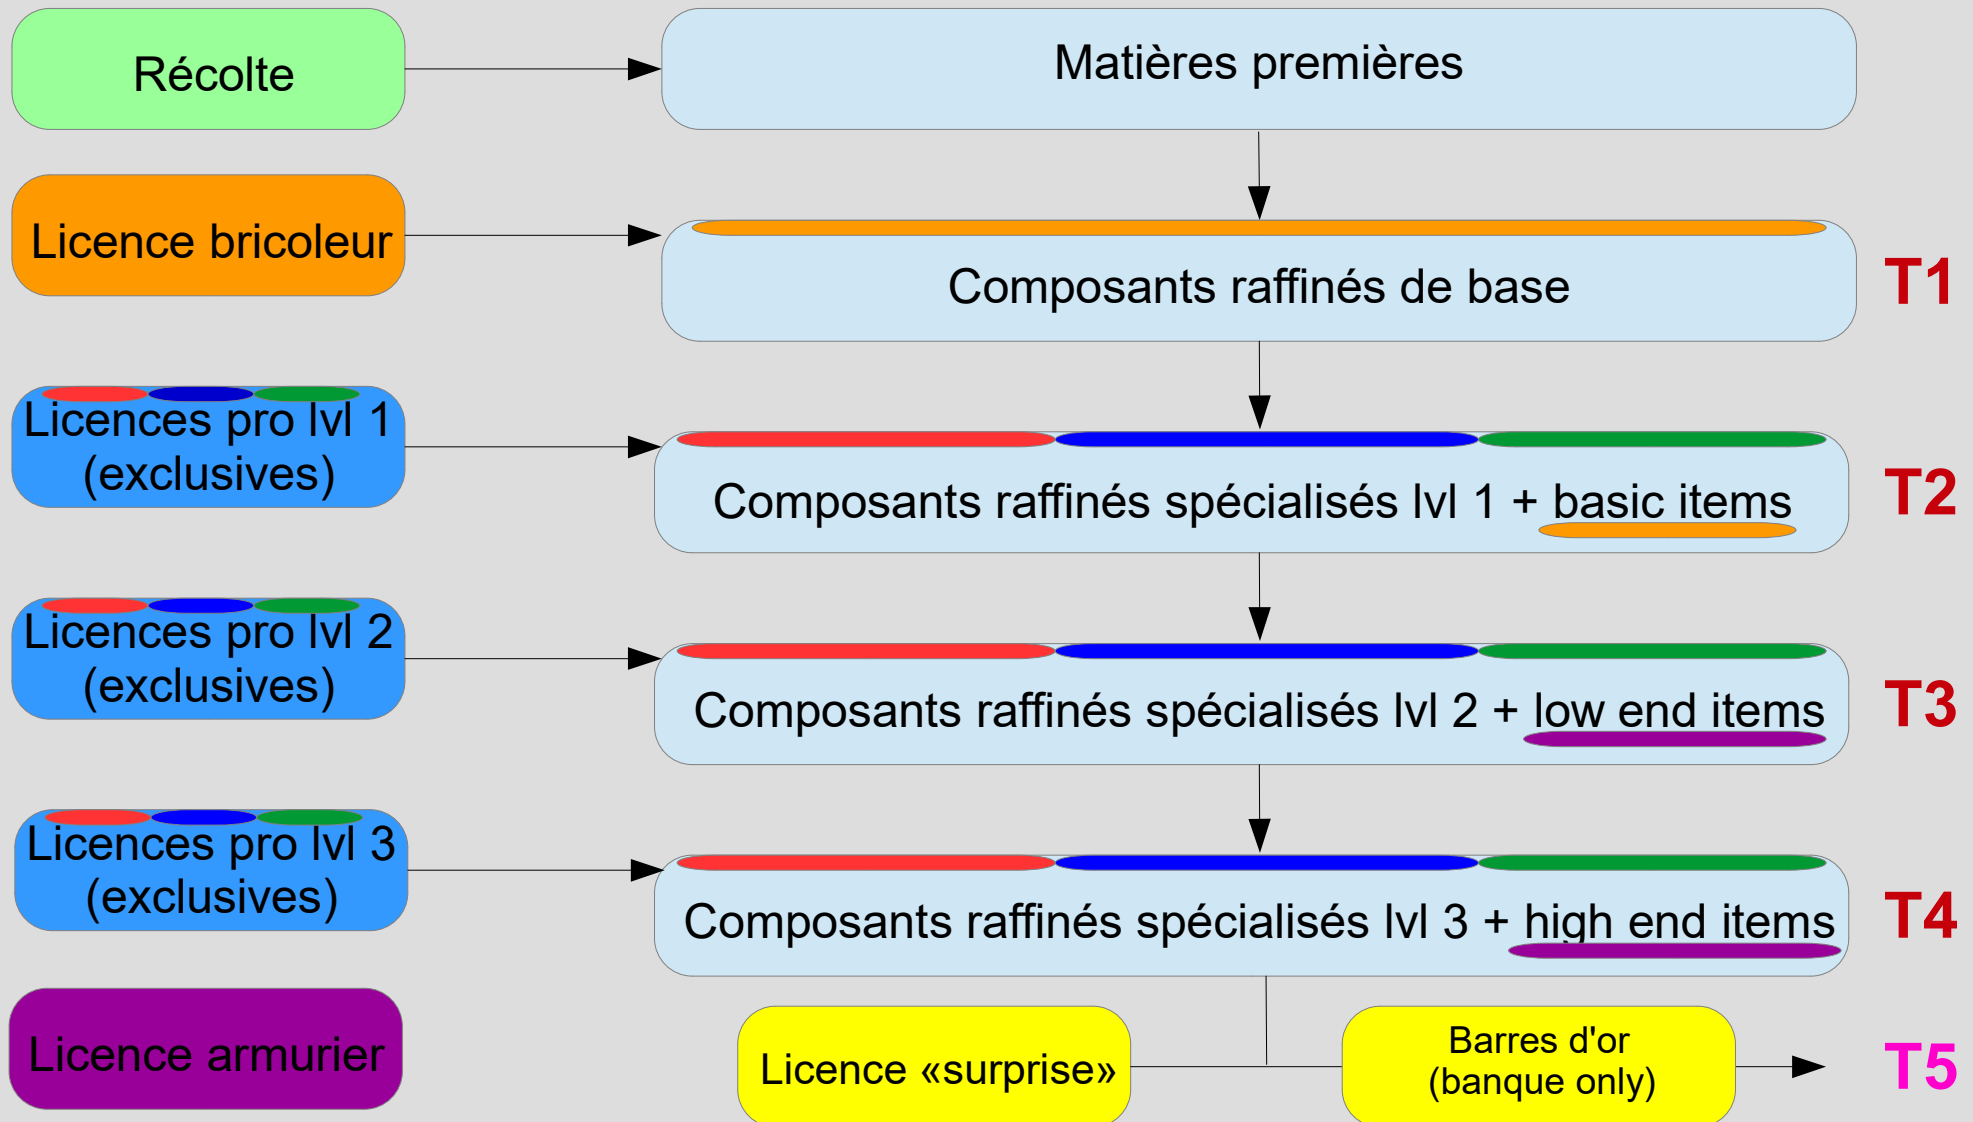 Récolte
Matières premières
Licence bricoleur
Composants raffinés de base
T1
Licences pro lvl 1
(exclusives)
Composants raffinés spécialisés lvl 1 + basic items
T2
Licences pro lvl 2
(exclusives)
Composants raffinés spécialisés lvl 2 + low end items
T3
Licences pro lvl 3
(exclusives)
Composants raffinés spécialisés lvl 3 + high end items
T4
Licence armurier
Licence «surprise»
Barres d'or
(banque only)
T5